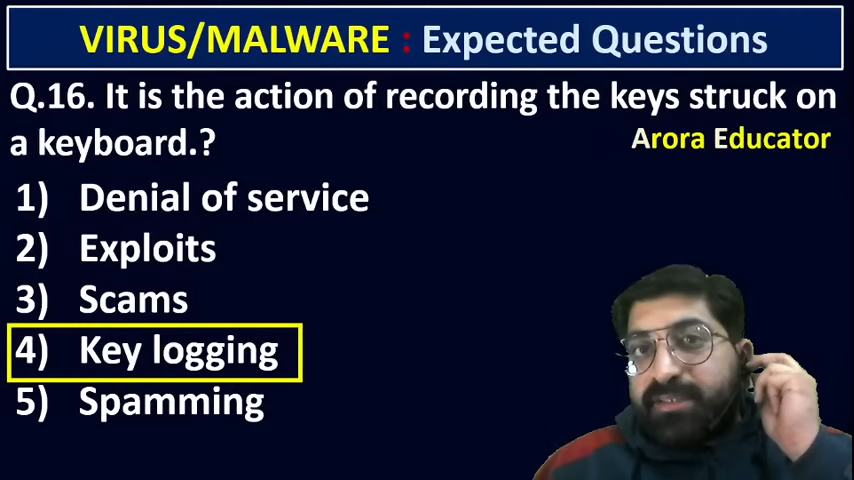 VIRUS/MALWARE : Expected Questions
Q.16. It is the action of recording the keys struck on
a keyboard.?
Arora Educator
1) Denial of service
2) Exploits
3) Scams
4) Key logging
5) Spamming